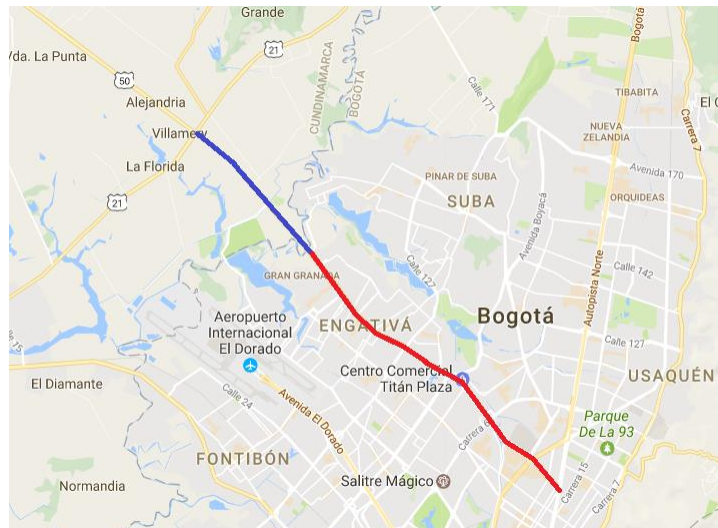 Grande
Vda. La Punta
21
50
CUNDINAMARCA
BOGOTÁ
Bogotá
Alejandria
Calle 171
TIBABITA
Villamery
NUEVA
ZELANDIA
Carrera 7
La Florida
PINAR DE SUBA
Avenida 170
SUBA
ORQUIDEAS
21
Avenida Boyacá
Autopista Norte
Calle 127
Calle 142
GRAN GRANADA
Aeropuerto
Internacional
El Dorado
ENGATIVÁ
Bogotá
Calle 127
Centro Comercial
Titán Plaza
USAQUÉN
El Diamante
Calle 24
Avenida El Dorado
Parque
De La 93
FONTIBÓN
Salitre Mágico
Carrera 15
Carrera 7
Normandia